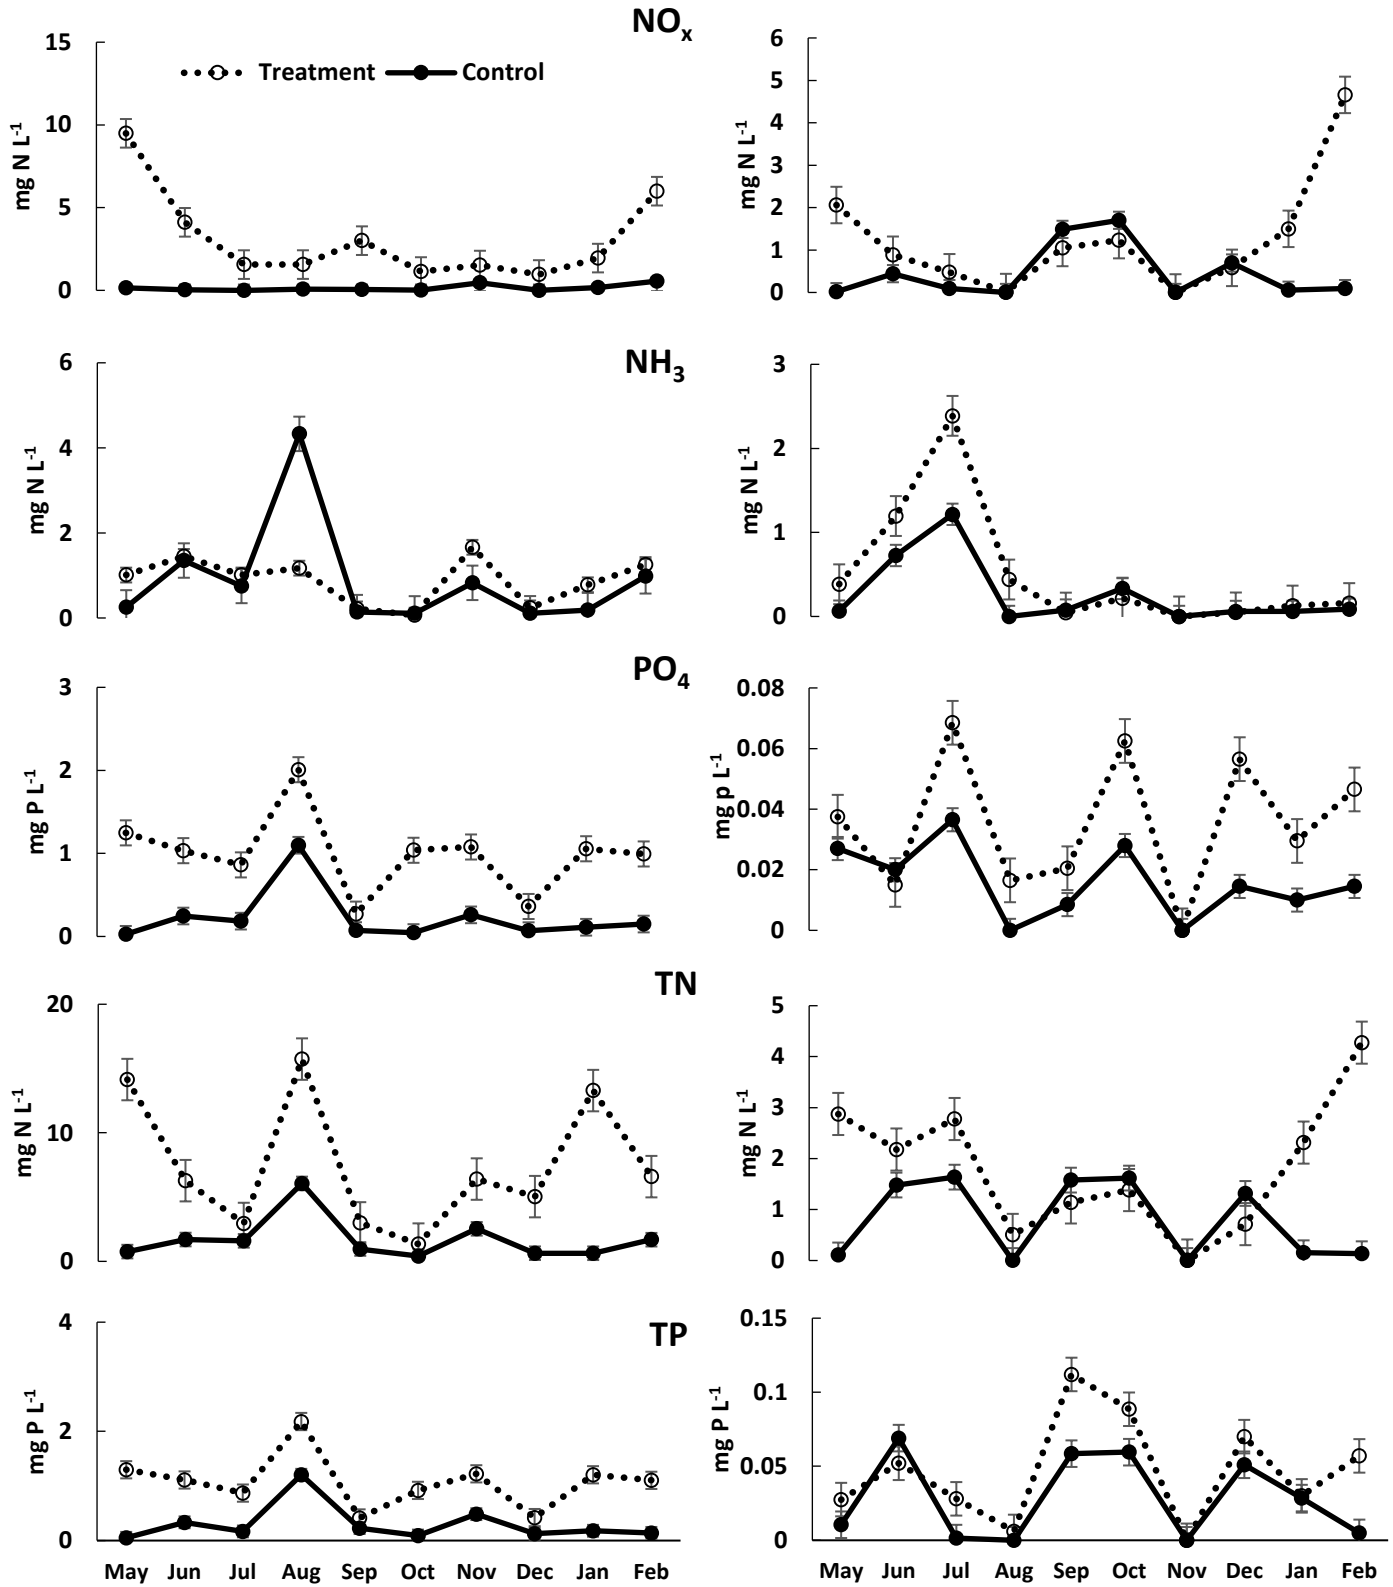 NOx
15
10
5
0
mg N L-1
Treatment
Control
6
5
4
3
2
1
0
mg N L-1
NH3
6
4
2
0
mg N L-1
3
2
1
0
mg N L-1
PO4
3
2
1
0
mg P L-1
0.08
0.06
0.04
0.02
0
mg p L-1
TN
20
10
0
mg N L-1
5
4
3
2
1
0
mg N L-1
TP
4
2
0
mg P L-1
May Jun Jul Aug Sep Oct Nov Dec Jan Feb
0.15
0.1
0.05
0
mg P L-1
May Jun Jul Aug Sep Oct Nov Dec Jan Feb